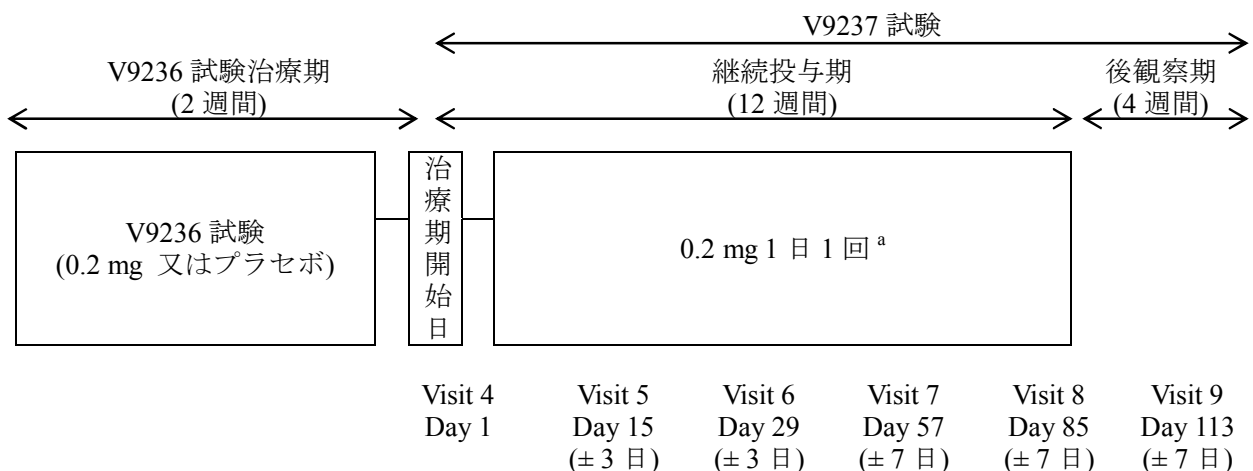 V9237 試験
V9236 試験治療期
(2 週間)
継続投与期
(12 週間)
後観察期
(4 週間)
V9236 試験
(0.2 mg 又はプラセボ)
治療期開始日
0.2 mg 1 日 1 回 a
Visit 4
Day 1
Visit 5
Day 15
(± 3 日)
Visit 6
Day 29
(± 3 日)
Visit 7
Day 57
(± 7 日)
Visit 8
Day 85
(± 7 日)
Visit 9
Day 113
(± 7 日)